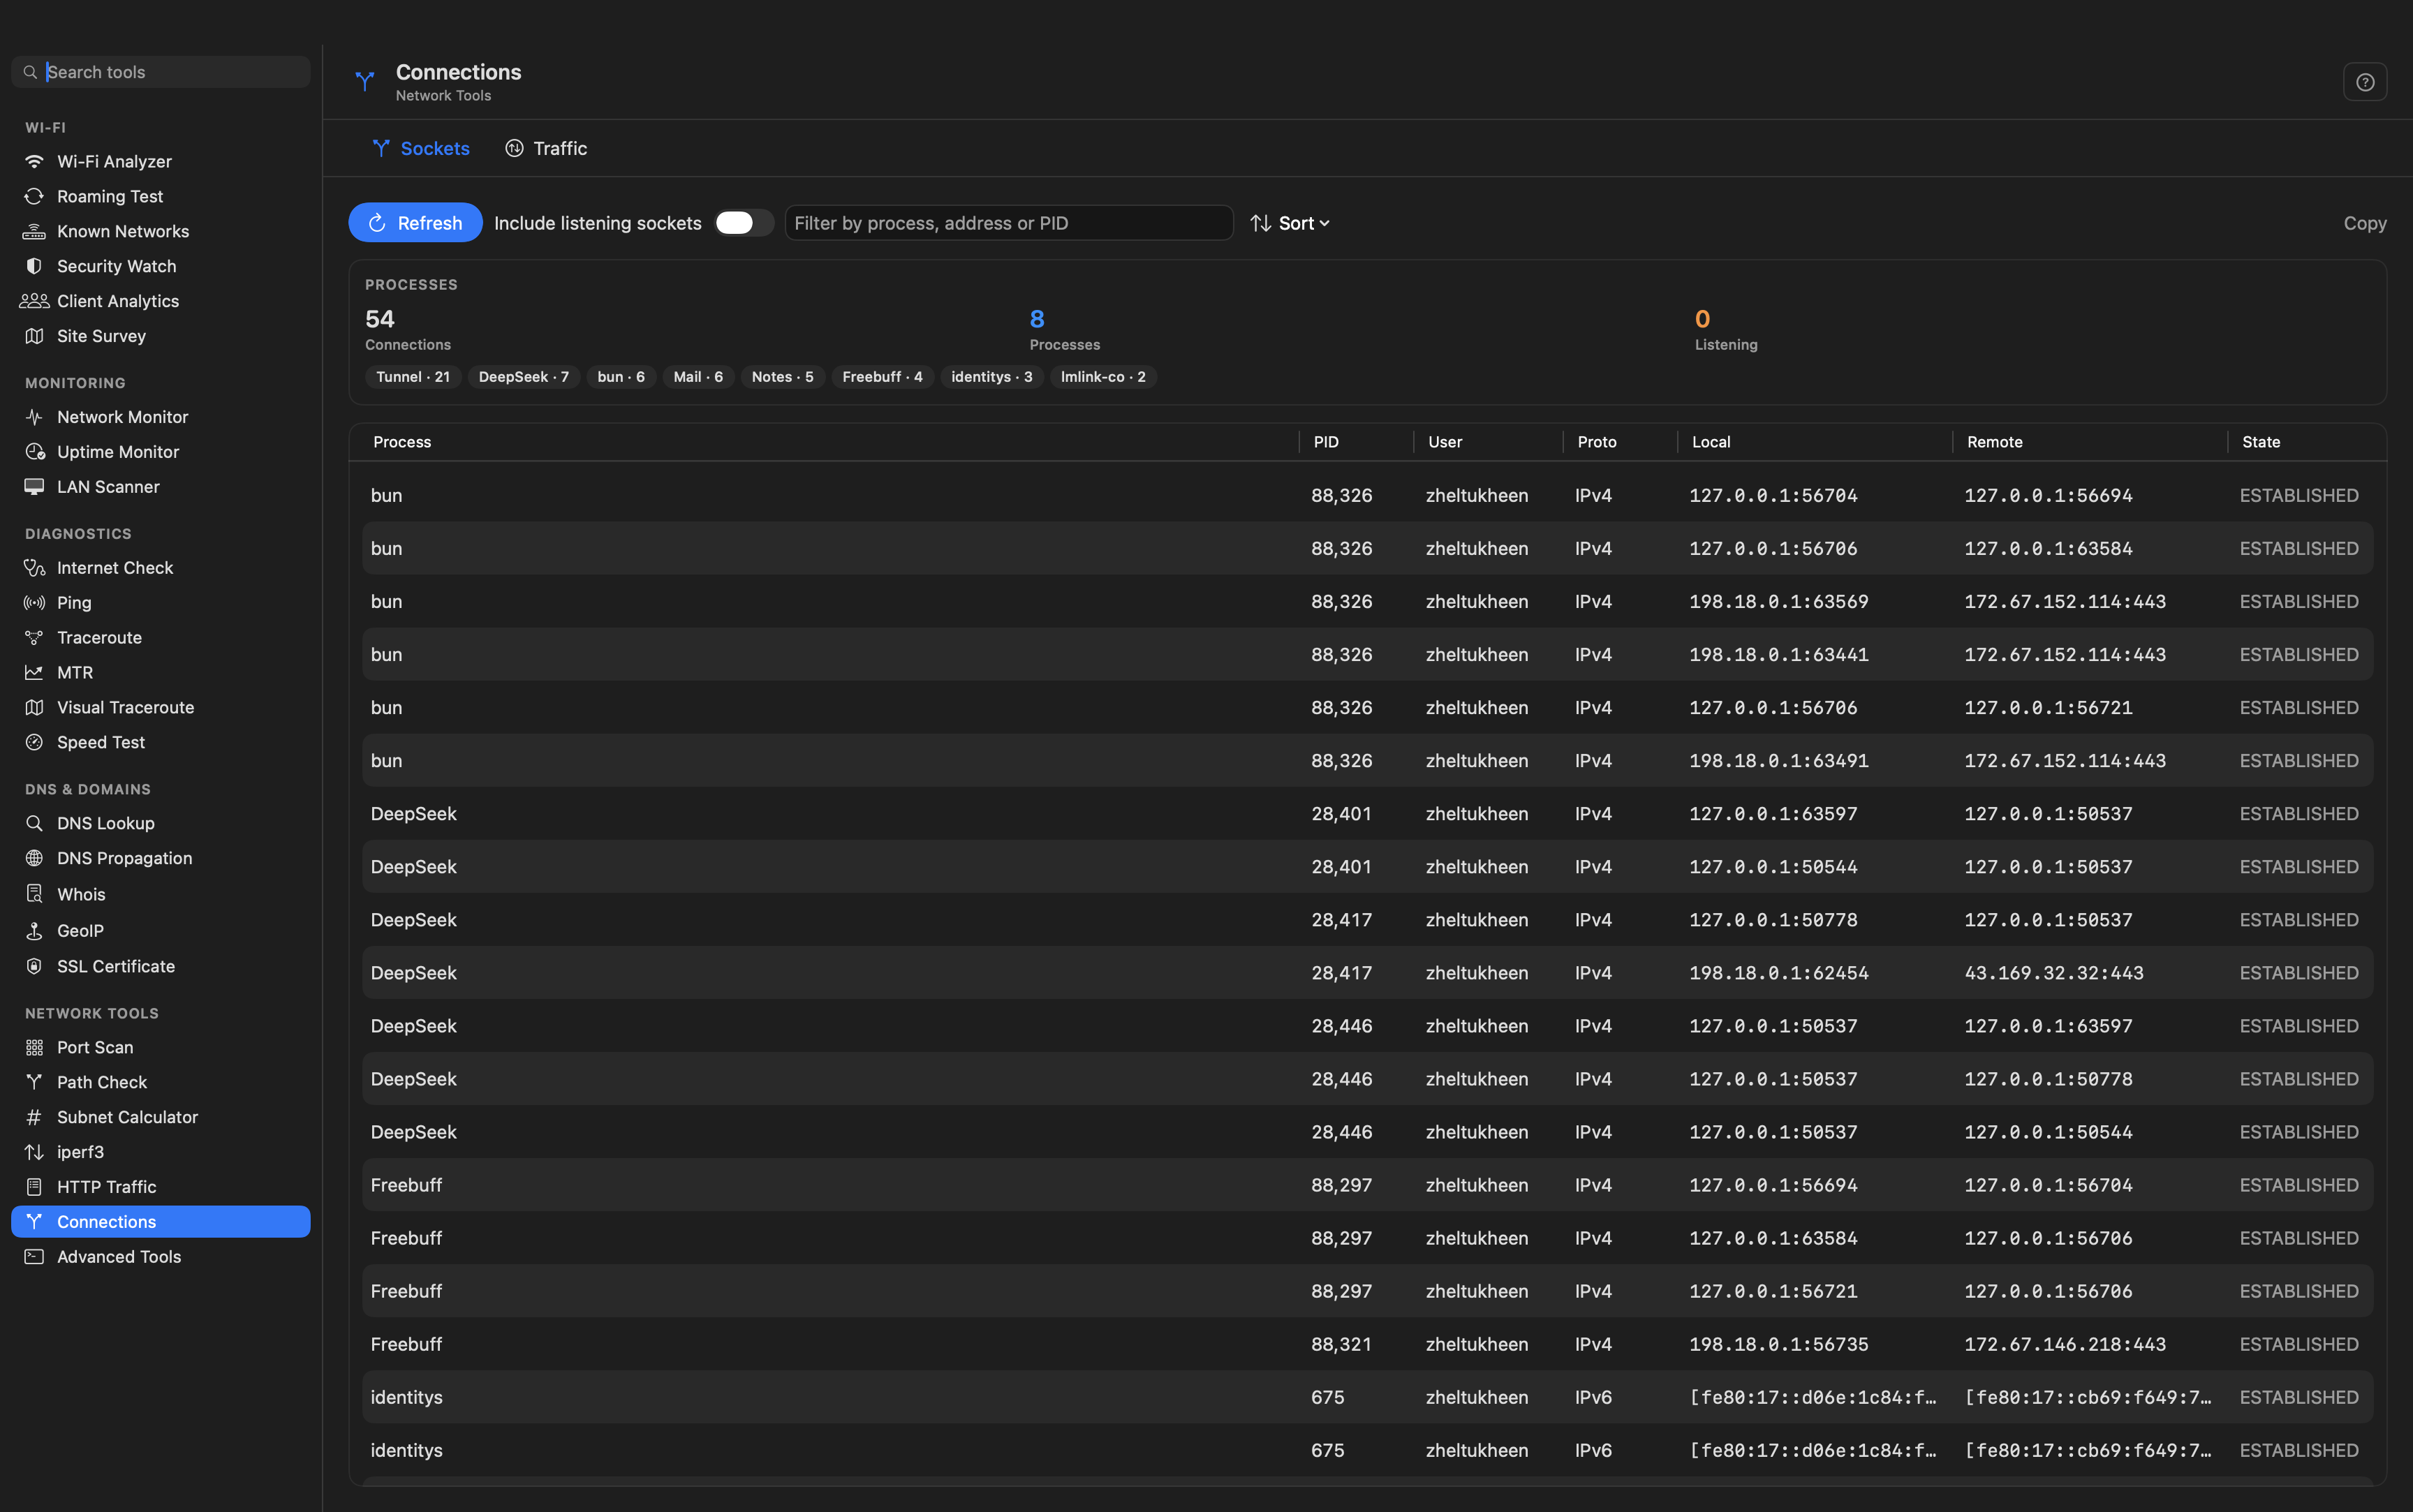 Search tools
WI-FI
Wi-Fi Analyzer
Roaming Test
Known Networks
Security Watch
Client Analytics
Site Survey
MONITORING
Network Monitor
Uptime Monitor
LAN Scanner
DIAGNOSTICS
Internet Check
Ping
Traceroute
MTR
Visual Traceroute
Speed Test
DNS & DOMAINS
DNS Lookup
DNS Propagation
Whois
GeoIP
SSL Certificate
NETWORK TOOLS
Port Scan
Path Check
Subnet Calculator
iperf3
HTTP Traffic
Connections
Advanced Tools
Connections
Network Tools
Sockets Traffic
Refresh Include listening sockets Filter by process, address or PID Sort Copy
PROCESSES
54 8 0
Connections Processes Listening
Tunnel · 21 DeepSeek · 7 bun · 6 Mail · 6 Notes · 5 Freebuff · 4 identitys · 3 lmlink-co · 2
Process PID User Proto Local Remote State
bun 88,326 zheltukheen IPv4 127.0.0.1:56704 127.0.0.1:56694 ESTABLISHED
bun 88,326 zheltukheen IPv4 127.0.0.1:56706 127.0.0.1:63584 ESTABLISHED
bun 88,326 zheltukheen IPv4 198.18.0.1:63569 172.67.152.114:443 ESTABLISHED
bun 88,326 zheltukheen IPv4 198.18.0.1:63441 172.67.152.114:443 ESTABLISHED
bun 88,326 zheltukheen IPv4 127.0.0.1:56706 127.0.0.1:56721 ESTABLISHED
bun 88,326 zheltukheen IPv4 198.18.0.1:63491 172.67.152.114:443 ESTABLISHED
DeepSeek 28,401 zheltukheen IPv4 127.0.0.1:63597 127.0.0.1:50537 ESTABLISHED
DeepSeek 28,401 zheltukheen IPv4 127.0.0.1:50544 127.0.0.1:50537 ESTABLISHED
DeepSeek 28,417 zheltukheen IPv4 127.0.0.1:50778 127.0.0.1:50537 ESTABLISHED
DeepSeek 28,417 zheltukheen IPv4 198.18.0.1:62454 43.169.32.32:443 ESTABLISHED
DeepSeek 28,446 zheltukheen IPv4 127.0.0.1:50537 127.0.0.1:63597 ESTABLISHED
DeepSeek 28,446 zheltukheen IPv4 127.0.0.1:50537 127.0.0.1:50778 ESTABLISHED
DeepSeek 28,446 zheltukheen IPv4 127.0.0.1:50537 127.0.0.1:50544 ESTABLISHED
Freebuff 88,297 zheltukheen IPv4 127.0.0.1:56694 127.0.0.1:56704 ESTABLISHED
Freebuff 88,297 zheltukheen IPv4 127.0.0.1:63584 127.0.0.1:56706 ESTABLISHED
Freebuff 88,297 zheltukheen IPv4 127.0.0.1:56721 127.0.0.1:56706 ESTABLISHED
Freebuff 88,321 zheltukheen IPv4 198.18.0.1:56735 172.67.146.218:443 ESTABLISHED
identitys 675 zheltukheen IPv6 [fe80:17::d06e:1c84:f… [fe80:17::cb69:f649:7… ESTABLISHED
identitys 675 zheltukheen IPv6 [fe80:17::d06e:1c84:f… [fe80:17::cb69:f649:7… ESTABLISHED